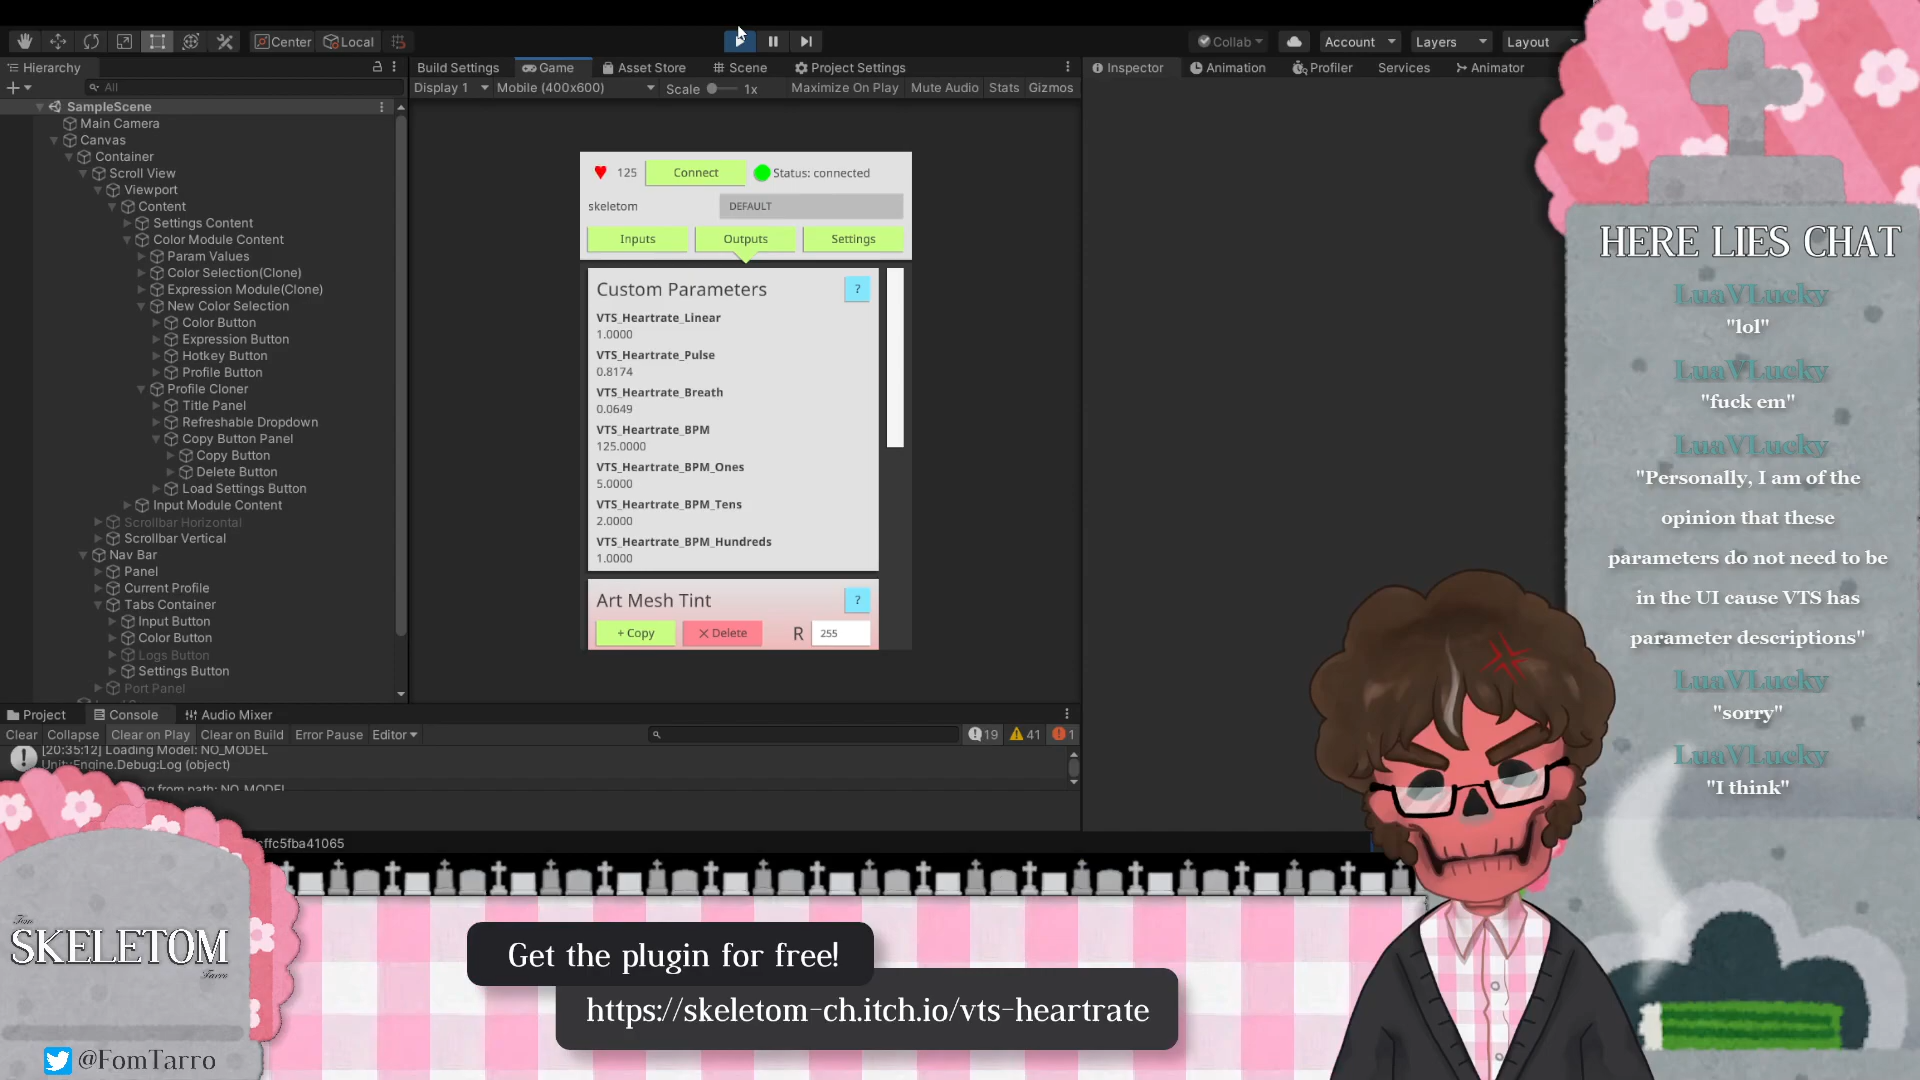 Center
Local
Collab
Account
Layers
Layout
Hierarchy
All
SampleScene
Main Camera
Canvas
Container
Scroll View
Viewport
Content
Settings Content
Color Module Content
Param Values
Color Selection(Clone)
Expression Module(Clone)
New Color Selection
Color Button
Expression Button
Hotkey Button
Profile Button
Profile Cloner
Title Panel
Refreshable Dropdown
Copy Button Panel
Copy Button
Delete Button
Load Settings Button
Input Module Content
Scrollbar Horizontal
Scrollbar Vertical
Nav Bar
Panel
Current Profile
Tabs Container
Input Button
Color Button
Logs Button
Settings Button
Port Panel
Build Settings
Game
Asset Store
Scene
Project Settings
Display 1
Mobile (400x600)
Scale
1x
Maximize On Play
Mute Audio
Stats
Gizmos
125
Connect
Status: connected
skeletom
DEFAULT
Inputs
Outputs
Settings
Custom Parameters
?
VTS_Heartrate_Linear
1.0000
VTS_Heartrate_Pulse
0.8174
VTS_Heartrate_Breath
0.0649
VTS_Heartrate_BPM
125.0000
VTS_Heartrate_BPM_Ones
5.0000
VTS_Heartrate_BPM_Tens
2.0000
VTS_Heartrate_BPM_Hundreds
1.0000
Art Mesh Tint
?
+ Copy
X Delete
R
255
Inspector
Animation
Profiler
Services
Animator
Project
Console
Audio Mixer
Clear
Collapse
Clear on Play
Clear on Build
Error Pause
Editor
19
41
1
[20:35:12] Loading Model: NO_MODEL
UnityEngine.Debug:Log (object)
from path: NO_MODEL
ffc5fba41065
HERE LIES CHAT
LuaVLucky
"lol"
LuaVLucky
"fuck em"
LuaVLucky
"Personally, I am of the
opinion that these
parameters do not need to be
in the UI cause VTS has
parameter descriptions"
LuaVLucky
"sorry"
LuaVLucky
"I think"
Fom
SKELETOM
Tarro
@FomTarro
Get the plugin for free!
https://skeletom-ch.itch.io/vts-heartrate